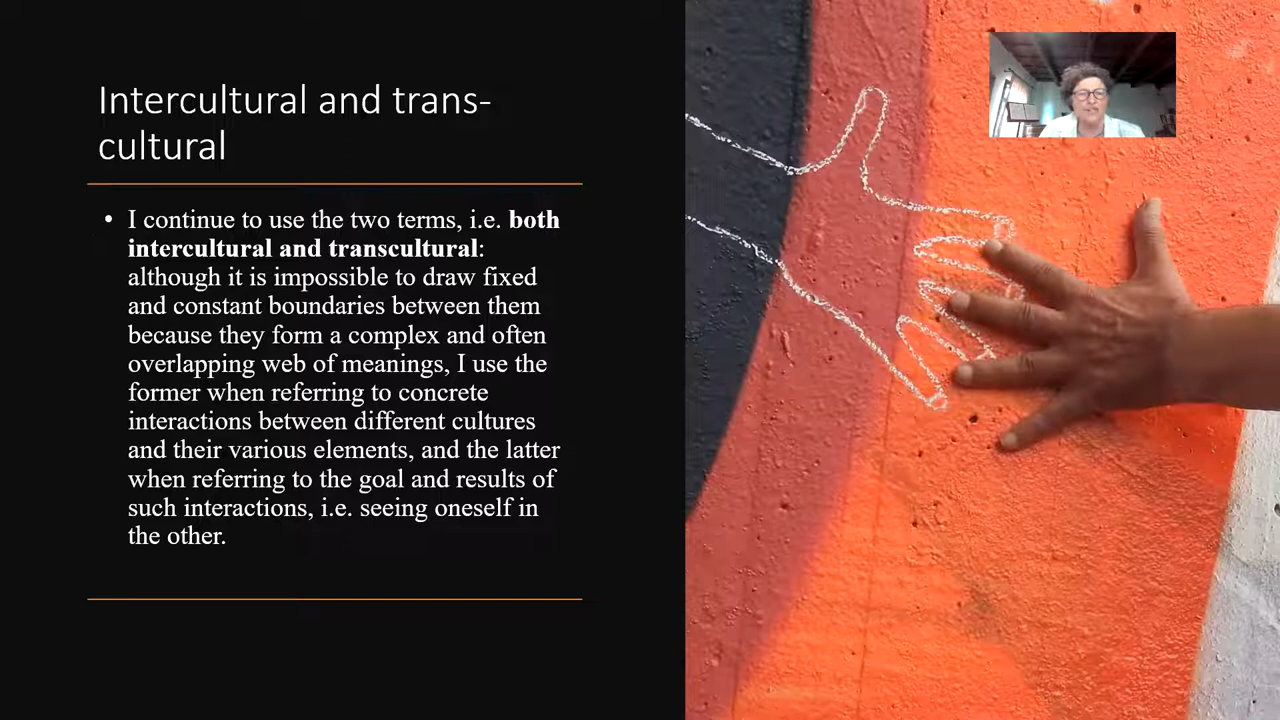 Intercultural and trans-
cultural
• I continue to use the two terms, i.e. both
intercultural and transcultural:
although it is impossible to draw fixed
and constant boundaries between them
because they form a complex and often
overlapping web of meanings, I use the
former when referring to concrete
interactions between different cultures
and their various elements, and the latter
when referring to the goal and results of
such interactions, i.e. seeing oneself in
the other.